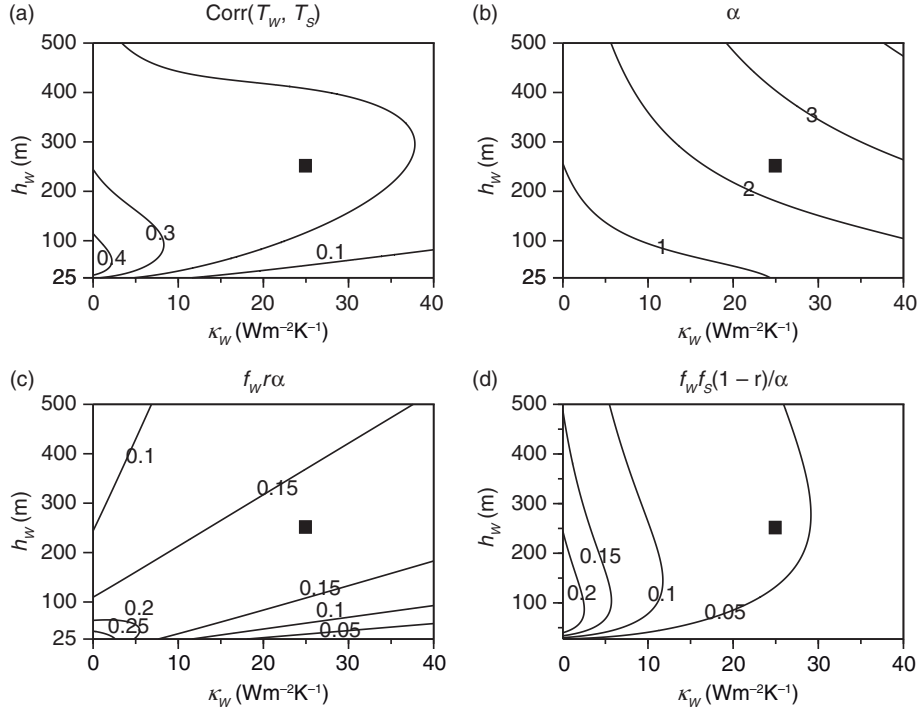 (a) Corr(T_W, T_S)
500
400
300
200
100
25
h_W (m)
0.4
0.3
0.1
0 10 20 30 40
κ_W (Wm⁻²K⁻¹)
(b) α
500
400
300
200
100
25
h_W (m)
1
2
3
0 10 20 30 40
κ_W (Wm⁻²K⁻¹)
(c) f_W rα
500
400
300
200
100
25
h_W (m)
0.1
0.15
0.15
0.2
0.1
0.25
0.05
0 10 20 30 40
κ_W (Wm⁻²K⁻¹)
(d) f_W f_S (1 – r)/α
500
400
300
200
100
h_W (m)
0.15
0.2
0.1
0.05
0 10 20 30 40
κ_W (Wm⁻²K⁻¹)